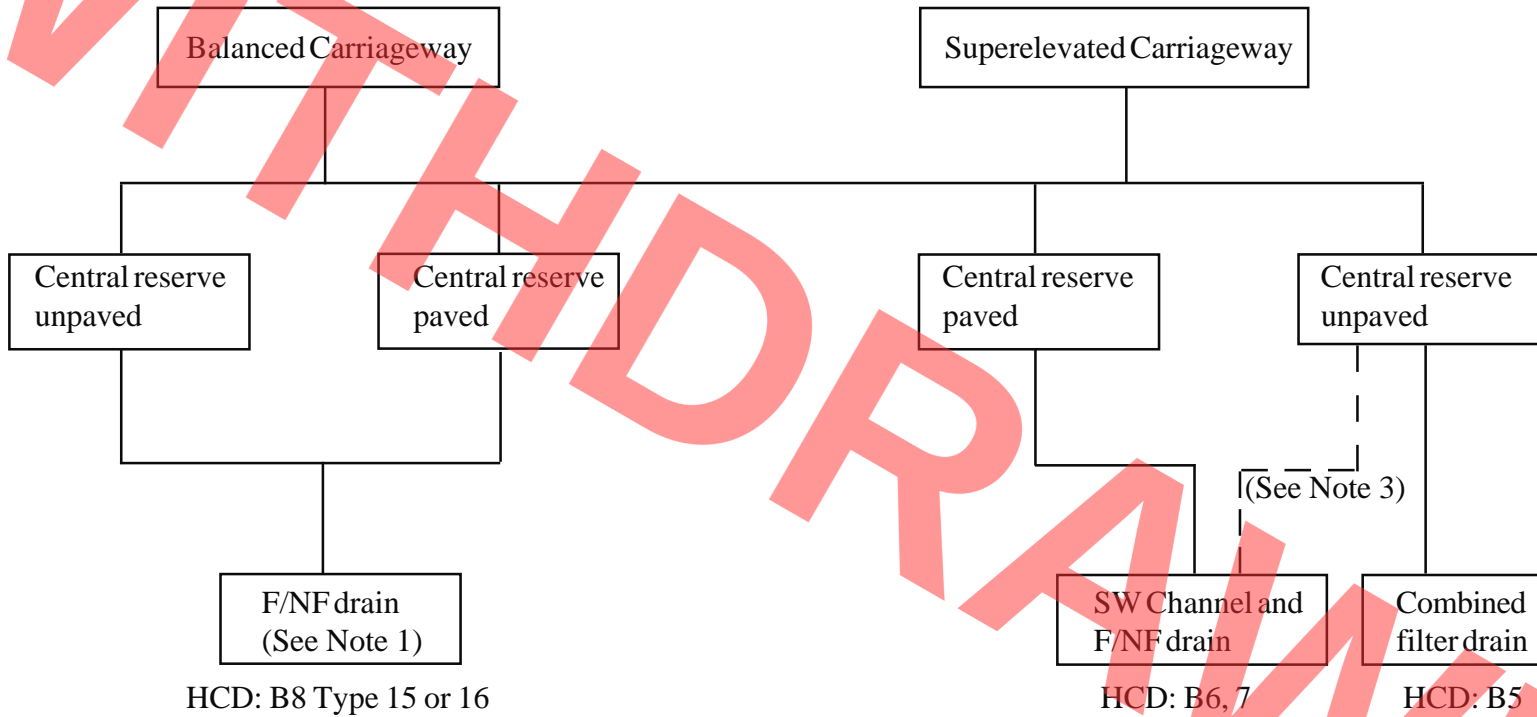 Balanced Carriageway
Superelevated Carriageway
Central reserve
unpaved
Central reserve
paved
Central reserve
paved
Central reserve
unpaved
(See Note 3)
F/NF drain
(See Note 1)
SW Channel and
F/NF drain
Combined
filter drain
HCD: B8 Type 15 or 16
HCD: B6, 7
HCD: B5
WITHDRAWN